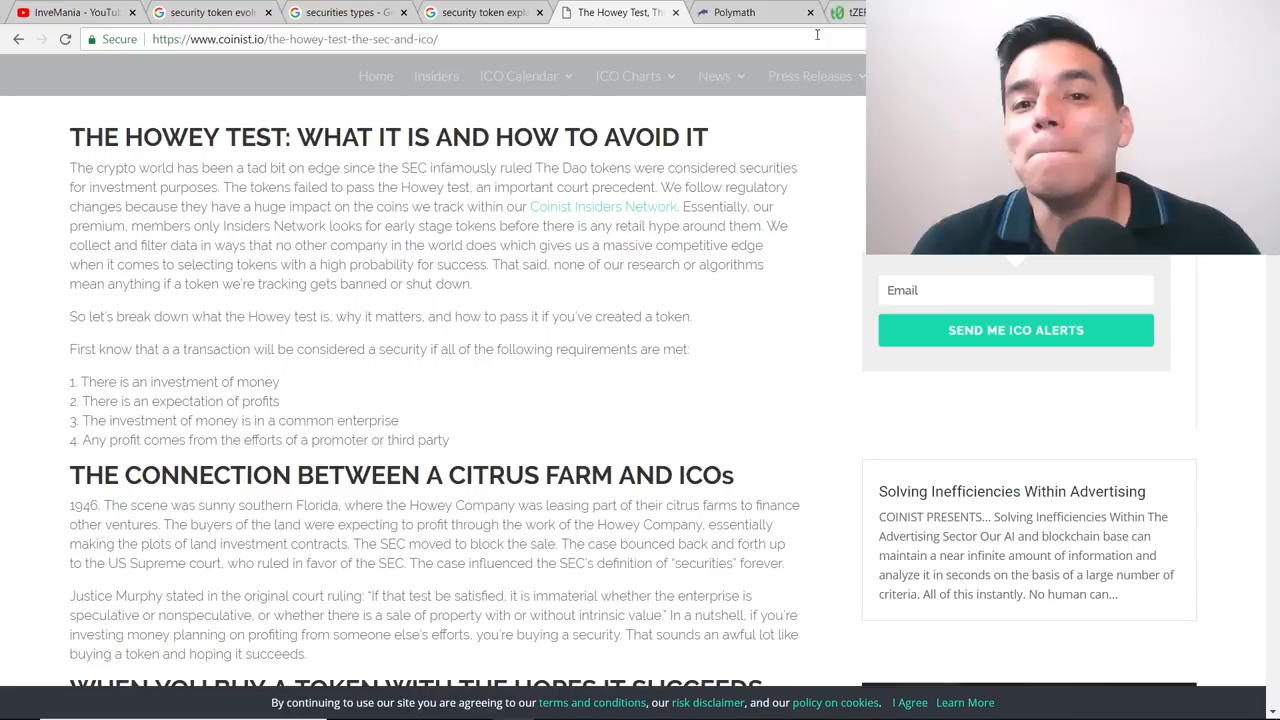 InveMania - YouTub
security token evol
securities types - G
security token expl
The Howey Test, Th
Polymath
tZEF
Secure
https://www.coinist.io/the-howey-test-the-sec-and-ico/
Home
Insiders
ICO Calendar
ICO Charts
News
Press Releases
THE HOWEY TEST: WHAT IT IS AND HOW TO AVOID IT
The crypto world has been a tad bit on edge since the SEC infamously ruled The Dao tokens were considered securities
for investment purposes. The tokens failed to pass the Howey test, an important court precedent. We follow regulatory
changes because they have a huge impact on the coins we track within our Coinist Insiders Network. Essentially, our
premium, members only Insiders Network looks for early stage tokens before there is any retail hype around them. We
collect and filter data in ways that no other company in the world does which gives us a massive competitive edge
when it comes to selecting tokens with a high probability for success. That said, none of our research or algorithms
mean anything if a token we're tracking gets banned or shut down.
So let's break down what the Howey test is, why it matters, and how to pass it if you've created a token.
First know that a a transaction will be considered a security if all of the following requirements are met:
1. There is an investment of money
2. There is an expectation of profits
3. The investment of money is in a common enterprise
4. Any profit comes from the efforts of a promoter or third party
THE CONNECTION BETWEEN A CITRUS FARM AND ICOs
1946. The scene was sunny southern Florida, where the Howey Company was leasing part of their citrus farms to finance
other ventures. The buyers of the land were expecting to profit through the work of the Howey Company, essentially
making the plots of land investment contracts. The SEC moved to block the sale. The case bounced back and forth up
to the US Supreme court, who ruled in favor of the SEC. The case influenced the SEC's definition of "securities" forever.
Justice Murphy stated in the original court ruling: "If that test be satisfied, it is immaterial whether the enterprise is
speculative or nonspeculative, or whether there is a sale of property with or without intrinsic value." In a nutshell, if you're
investing money planning on profiting from someone else's efforts, you're buying a security. That sounds an awful lot like
buying a token and hoping it succeeds.
WHEN YOU BUY A TOKEN WITH THE HOPES IT SUCCEEDS
Email
SEND ME ICO ALERTS
Solving Inefficiencies Within Advertising
COINIST PRESENTS... Solving Inefficiencies Within The
Advertising Sector Our AI and blockchain base can
maintain a near infinite amount of information and
analyze it in seconds on the basis of a large number of
criteria. All of this instantly. No human can...
By continuing to use our site you are agreeing to our terms and conditions, our risk disclaimer, and our policy on cookies. I Agree Learn More